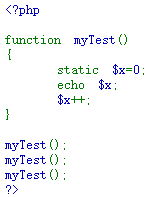 <?php
function myTest()
{
static $x=0;
echo $x;
$x++;
}
myTest();
myTest();
myTest();
?>